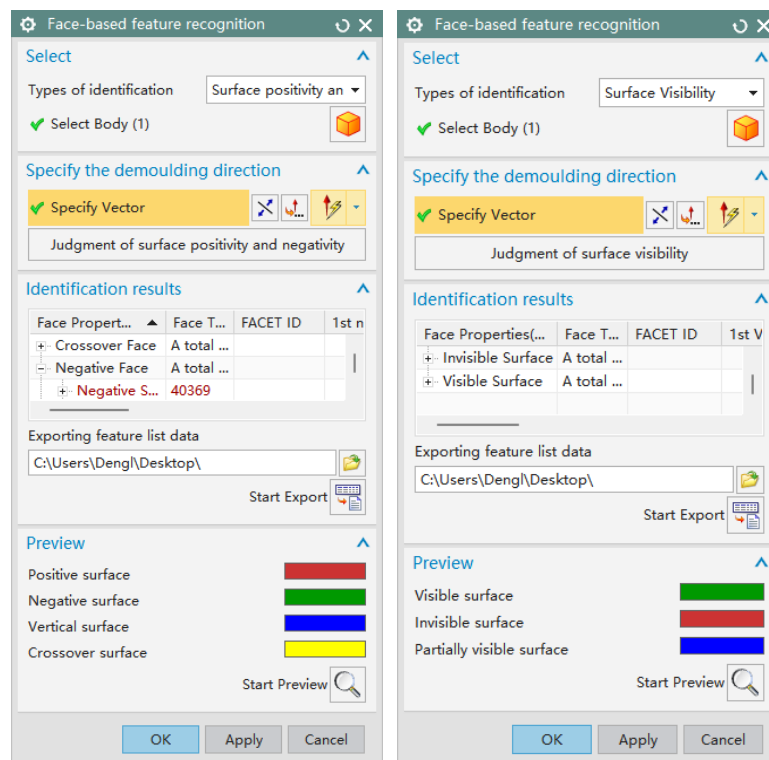 Face-based feature recognition
Select
Types of identification Surface positivity an
Select Body (1)
Specify the demoulding direction
Specify Vector
Judgment of surface positivity and negativity
Identification results
Face Propert... Face T... FACET ID 1st n
Crossover Face A total ...
Negative Face A total ...
Negative S... 40369
Exporting feature list data
C:\Users\Dengl\Desktop\
Start Export
Preview
Positive surface
Negative surface
Vertical surface
Crossover surface
Start Preview
OK Apply Cancel
Face-based feature recognition
Select
Types of identification Surface Visibility
Select Body (1)
Specify the demoulding direction
Specify Vector
Judgment of surface visibility
Identification results
Face Properties(... Face T... FACET ID 1st V
Invisible Surface A total ...
Visible Surface A total ...
Exporting feature list data
C:\Users\Dengl\Desktop\
Start Export
Preview
Visible surface
Invisible surface
Partially visible surface
Start Preview
OK Apply Cancel